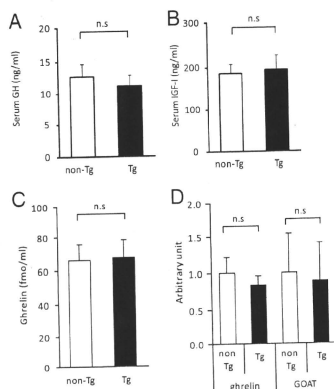 A
n.s
Serum GH (ng/ml)
20
15
10
5
0
non-Tg Tg
B
n.s
Serum IGF-I (ng/ml)
300
200
100
0
non-Tg Tg
C
n.s
Ghrelin (fmo/ml)
100
80
60
40
20
0
non-Tg Tg
D
n.s n.s
Arbitrary unit
2.0
1.5
1.0
0.5
0.0
non Tg Tg non Tg Tg
ghrelin GOAT